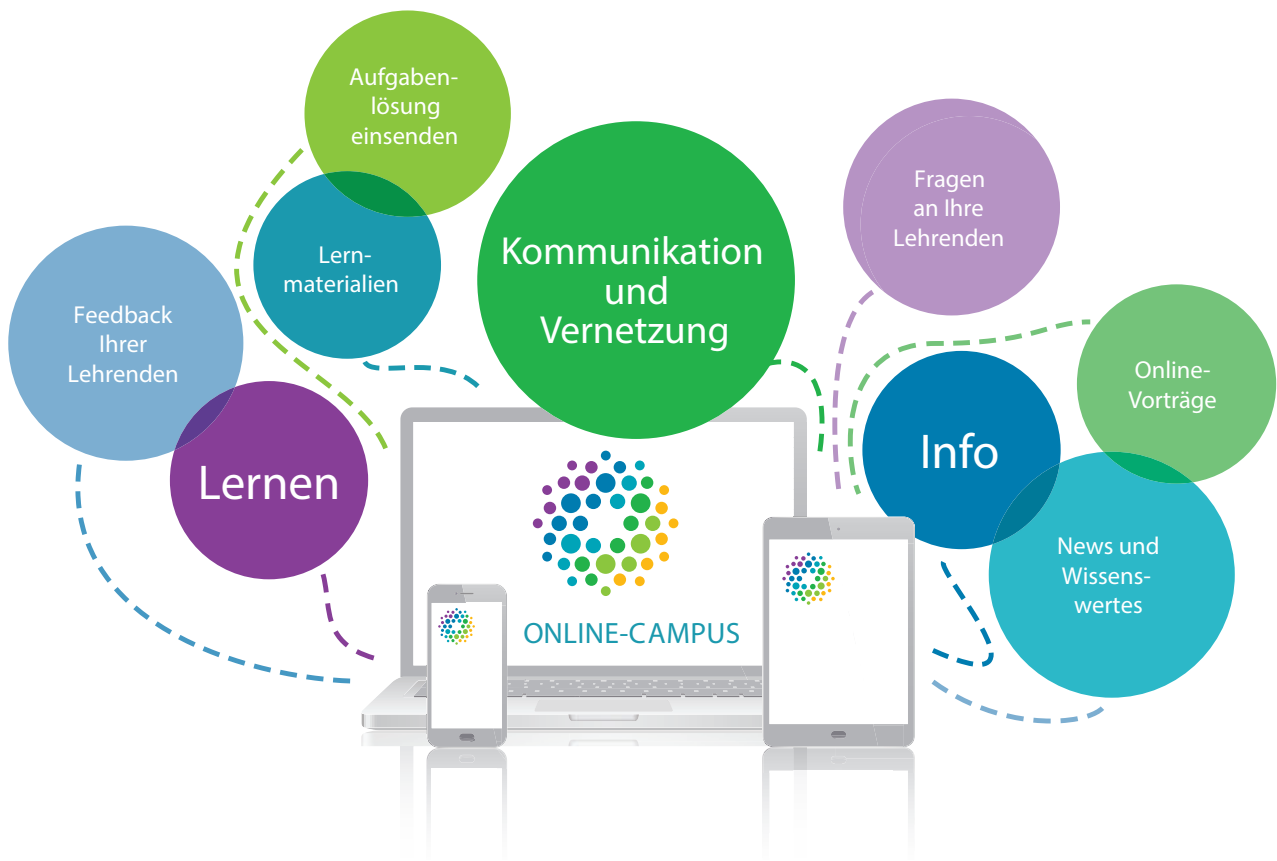 Aufgaben-
lösung
einsenden
Lern-
materialien
Feedback
Ihrer
Lehrenden
Lernen
Kommunikation
und
Vernetzung
Fragen
an Ihre
Lehrenden
Info
Online-
Vorträge
News und
Wissens-
wertes
ONLINE-CAMPUS